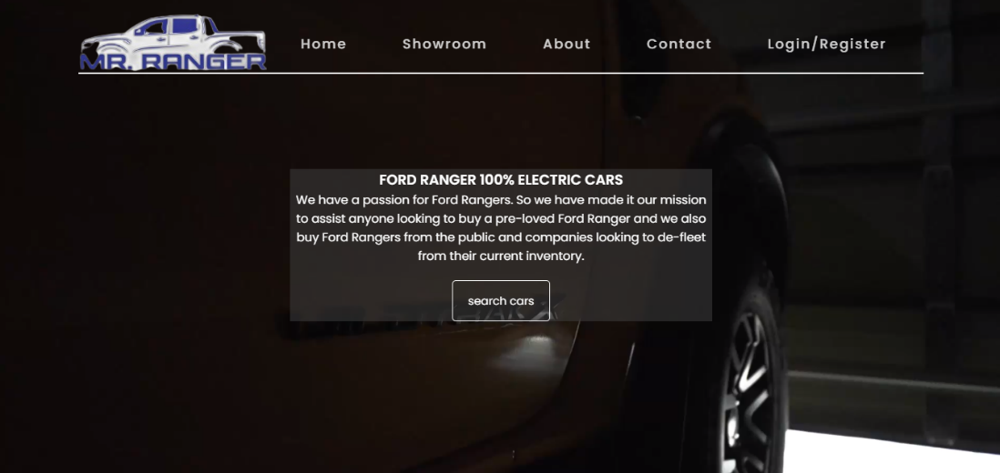 MR. RANGER
Home Showroom About Contact Login/Register
FORD RANGER 100% ELECTRIC CARS
We have a passion for Ford Rangers. So we have made it our mission
to assist anyone looking to buy a pre-loved Ford Ranger and we also
buy Ford Rangers from the public and companies looking to de-fleet
from their current inventory.
search cars